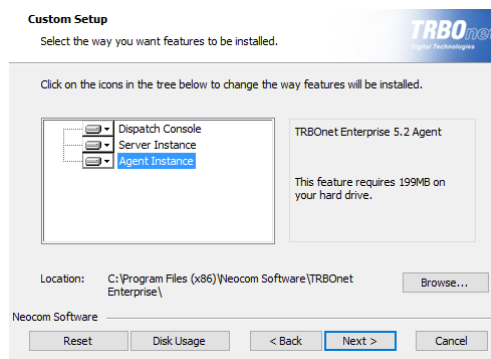 Custom Setup
Select the way you want features to be installed.
TRBOnet
Digital Technologies
Click on the icons in the tree below to change the way features will be installed.
Dispatch Console
Server Instance
Agent Instance
TRBOnet Enterprise 5.2 Agent
This feature requires 199MB on
your hard drive.
Location:
C:\Program Files (x86)\Neocom Software\TRBOnet
Enterprise\
Browse...
Neocom Software
Reset
Disk Usage
< Back
Next >
Cancel